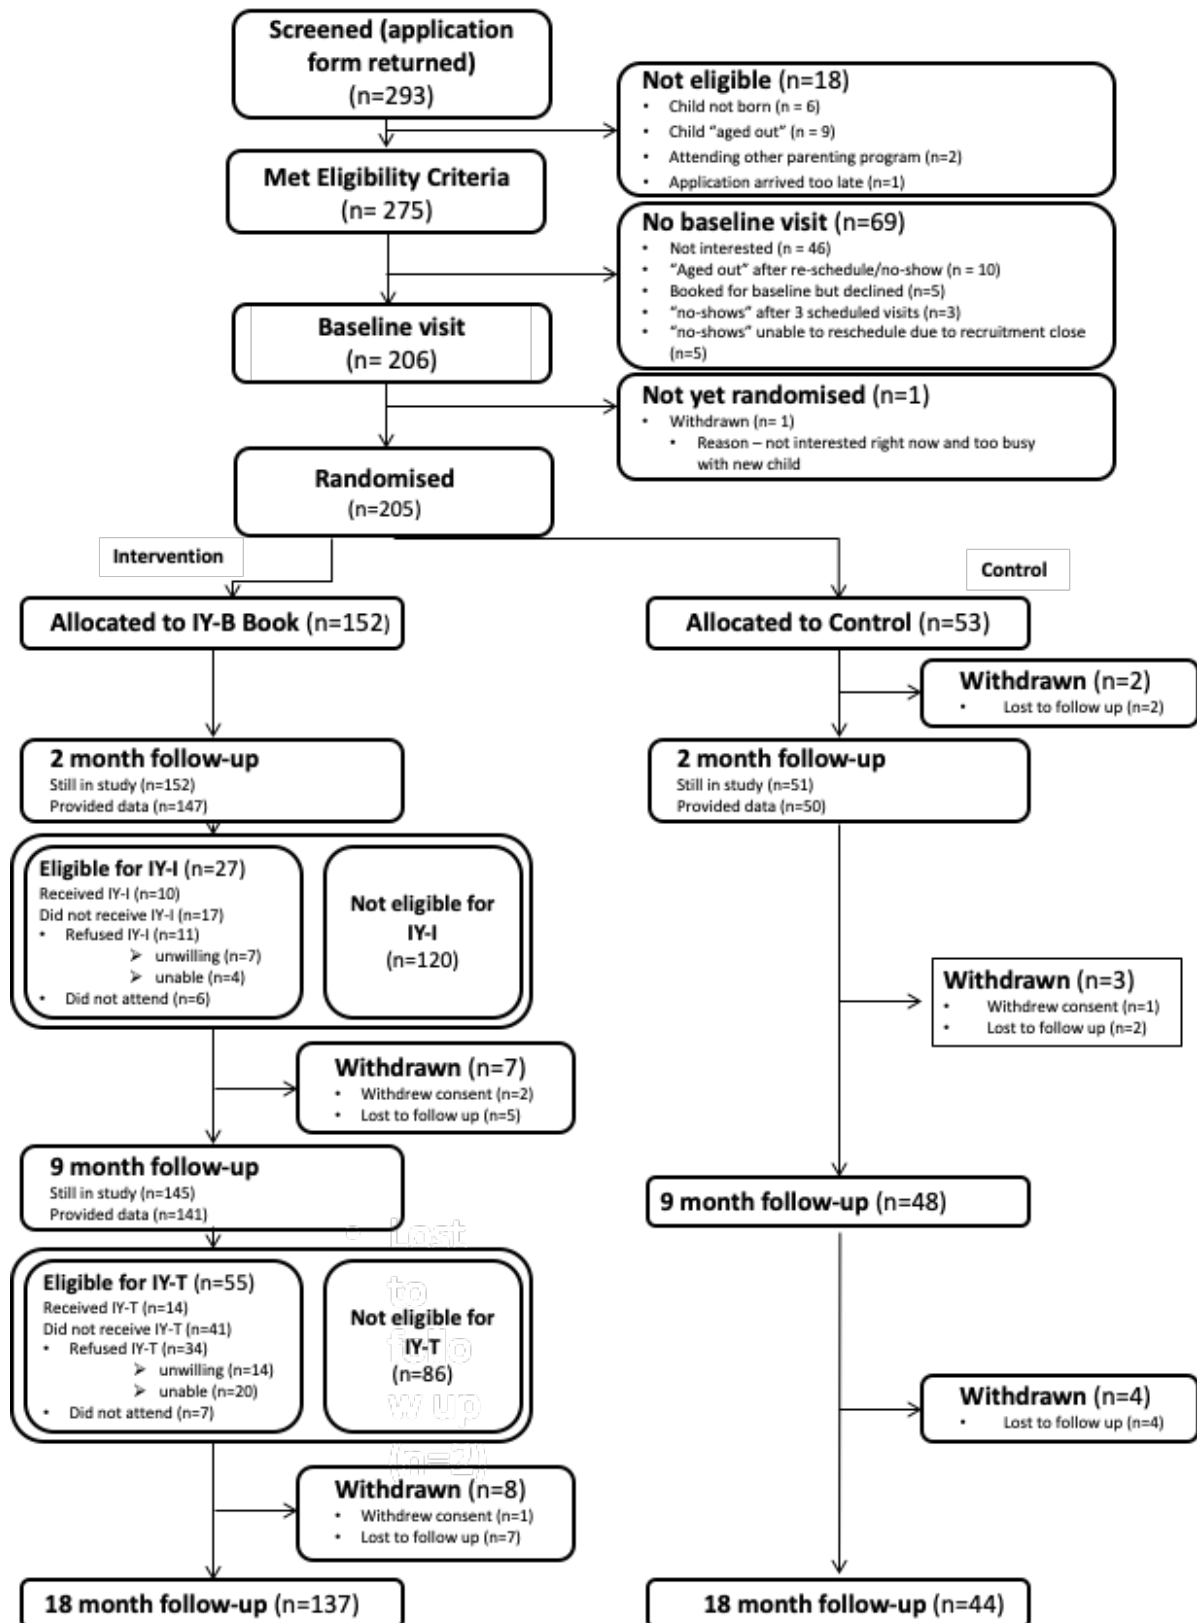 Screened (application
form returned)
(n=293)
Not eligible (n=18)
• Child not born (n = 6)
• Child “aged out” (n = 9)
• Attending other parenting program (n=2)
• Application arrived too late (n=1)
Met Eligibility Criteria
(n= 275)
No baseline visit (n=69)
• Not interested (n = 46)
• “Aged out” after re-schedule/no-show (n = 10)
• Booked for baseline but declined (n=5)
• “no-shows” after 3 scheduled visits (n=3)
• “no-shows” unable to reschedule due to recruitment close
(n=5)
Baseline visit
(n= 206)
Not yet randomised (n=1)
• Withdrawn (n= 1)
• Reason – not interested right now and too busy
with new child
Randomised
(n=205)
Intervention
Control
Allocated to IY-B Book (n=152)
Allocated to Control (n=53)
Withdrawn (n=2)
• Lost to follow up (n=2)
2 month follow-up
Still in study (n=152)
Provided data (n=147)
2 month follow-up
Still in study (n=51)
Provided data (n=50)
Eligible for IY-I (n=27)
Received IY-I (n=10)
Did not receive IY-I (n=17)
• Refused IY-I (n=11)
➢ unwilling (n=7)
➢ unable (n=4)
• Did not attend (n=6)
Not eligible for
IY-I
(n=120)
Withdrawn (n=3)
• Withdrew consent (n=1)
• Lost to follow up (n=2)
Withdrawn (n=7)
• Withdrew consent (n=2)
• Lost to follow up (n=5)
9 month follow-up
Still in study (n=145)
Provided data (n=141)
9 month follow-up (n=48)
• Lost
to
follo
w up
(n=2)
Eligible for IY-T (n=55)
Received IY-T (n=14)
Did not receive IY-T (n=41)
• Refused IY-T (n=34)
➢ unwilling (n=14)
➢ unable (n=20)
• Did not attend (n=7)
Not eligible for
IY-T
(n=86)
Withdrawn (n=4)
• Lost to follow up (n=4)
Withdrawn (n=8)
• Withdrew consent (n=1)
• Lost to follow up (n=7)
18 month follow-up (n=137)
18 month follow-up (n=44)